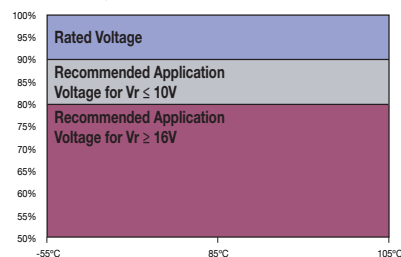 100%
95%
90%
85%
80%
75%
70%
65%
60%
55%
50%
Rated Voltage
Recommended Application
Voltage for Vr ≤ 10V
Recommended Application
Voltage for Vr ≥ 16V
-55ºC
85ºC
105ºC